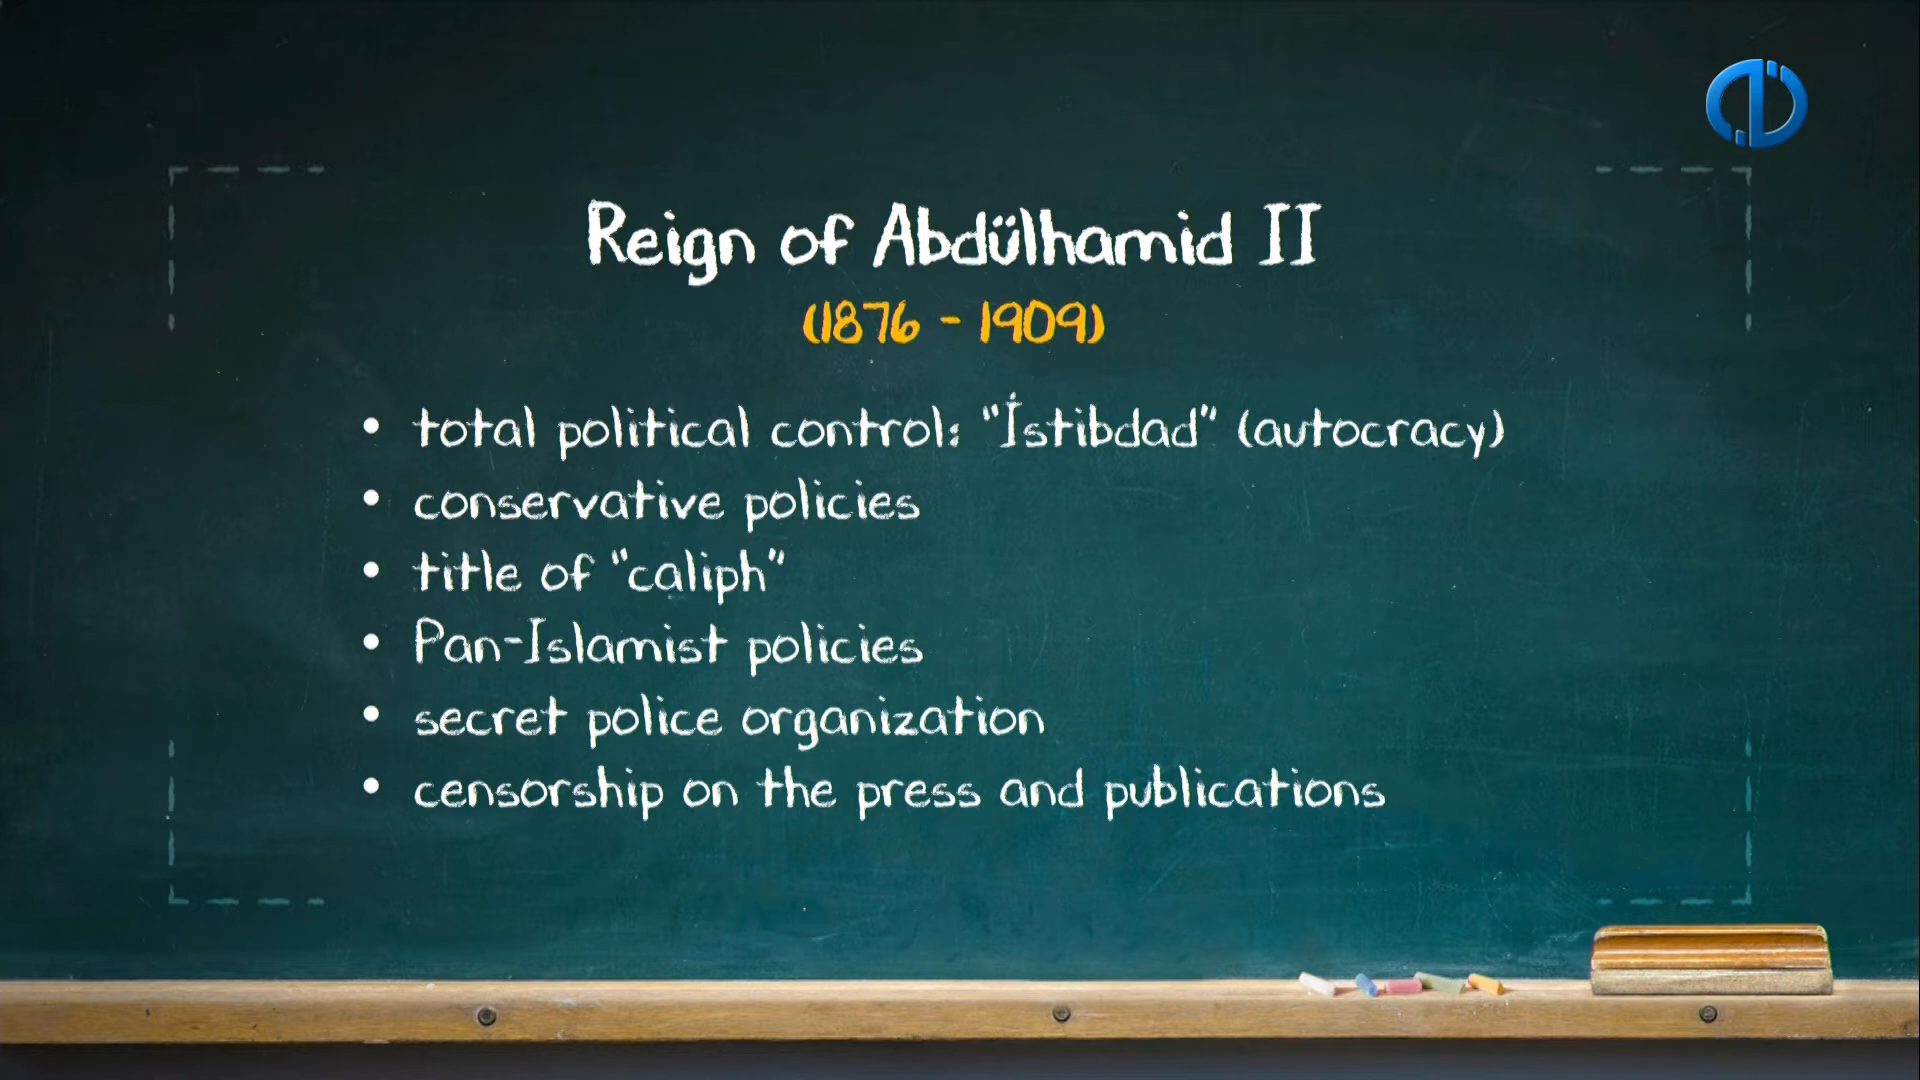 Reign of Abdülhamid II
(1876 - 1909)
• total political control: "İstibdad" (autocracy)
• conservative policies
• title of "caliph"
• Pan-Islamist policies
• secret police organization
• censorship on the press and publications